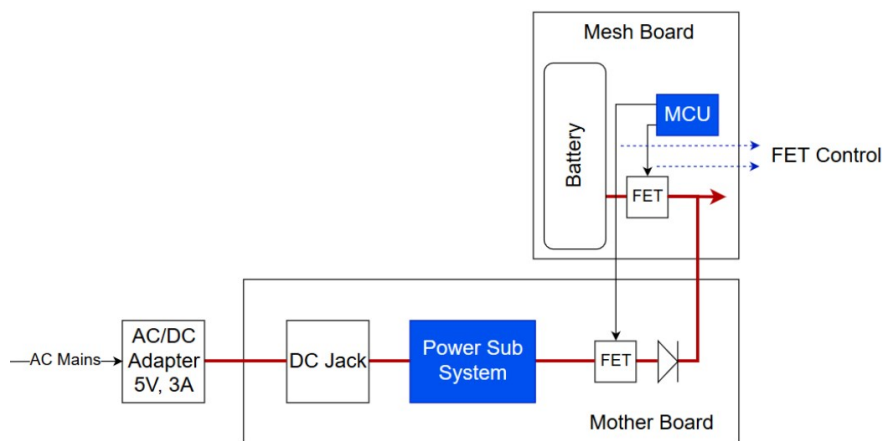 Mesh Board
Battery
MCU
FET Control
FET
AC Mains
AC/DC
Adapter
5V, 3A
DC Jack
Power Sub
System
FET
Mother Board